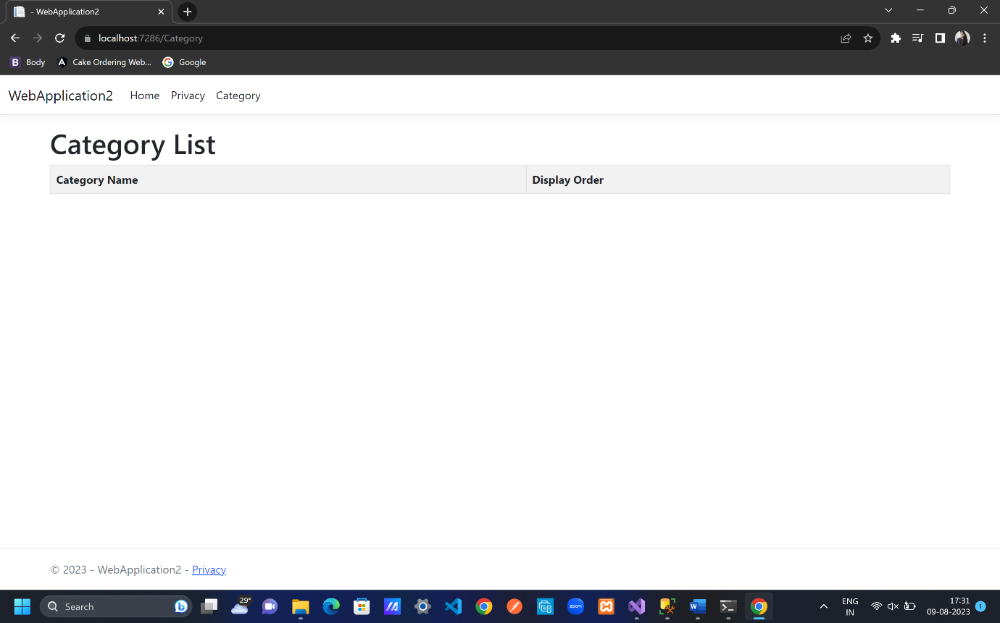 - WebApplication2
localhost:7286/Category
B Body Cake Ordering Web... Google
WebApplication2 Home Privacy Category
Category List
Category Name Display Order
© 2023 - WebApplication2 - Privacy
29°
Search
zoom
ENG
IN
17:31
09-08-2023
1